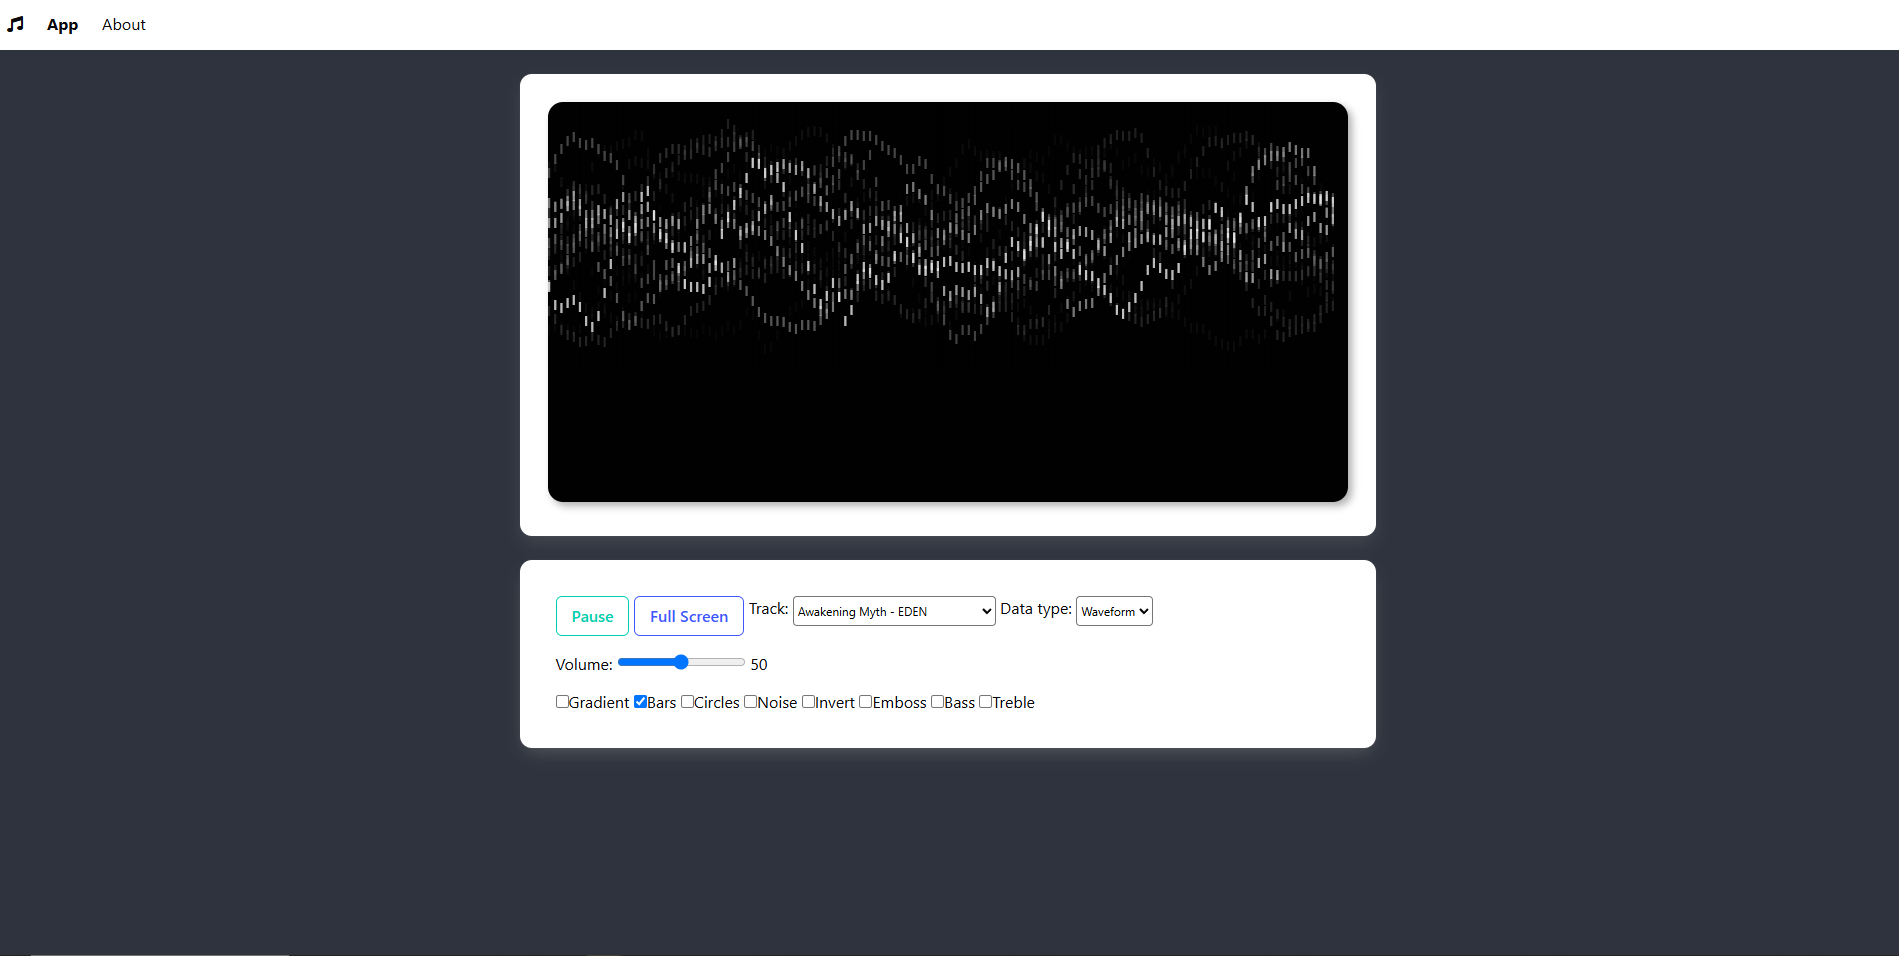 App About
Pause Full Screen Track: Awakening Myth - EDEN Data type: Waveform
Volume: 50
Gradient Bars Circles Noise Invert Emboss Bass Treble